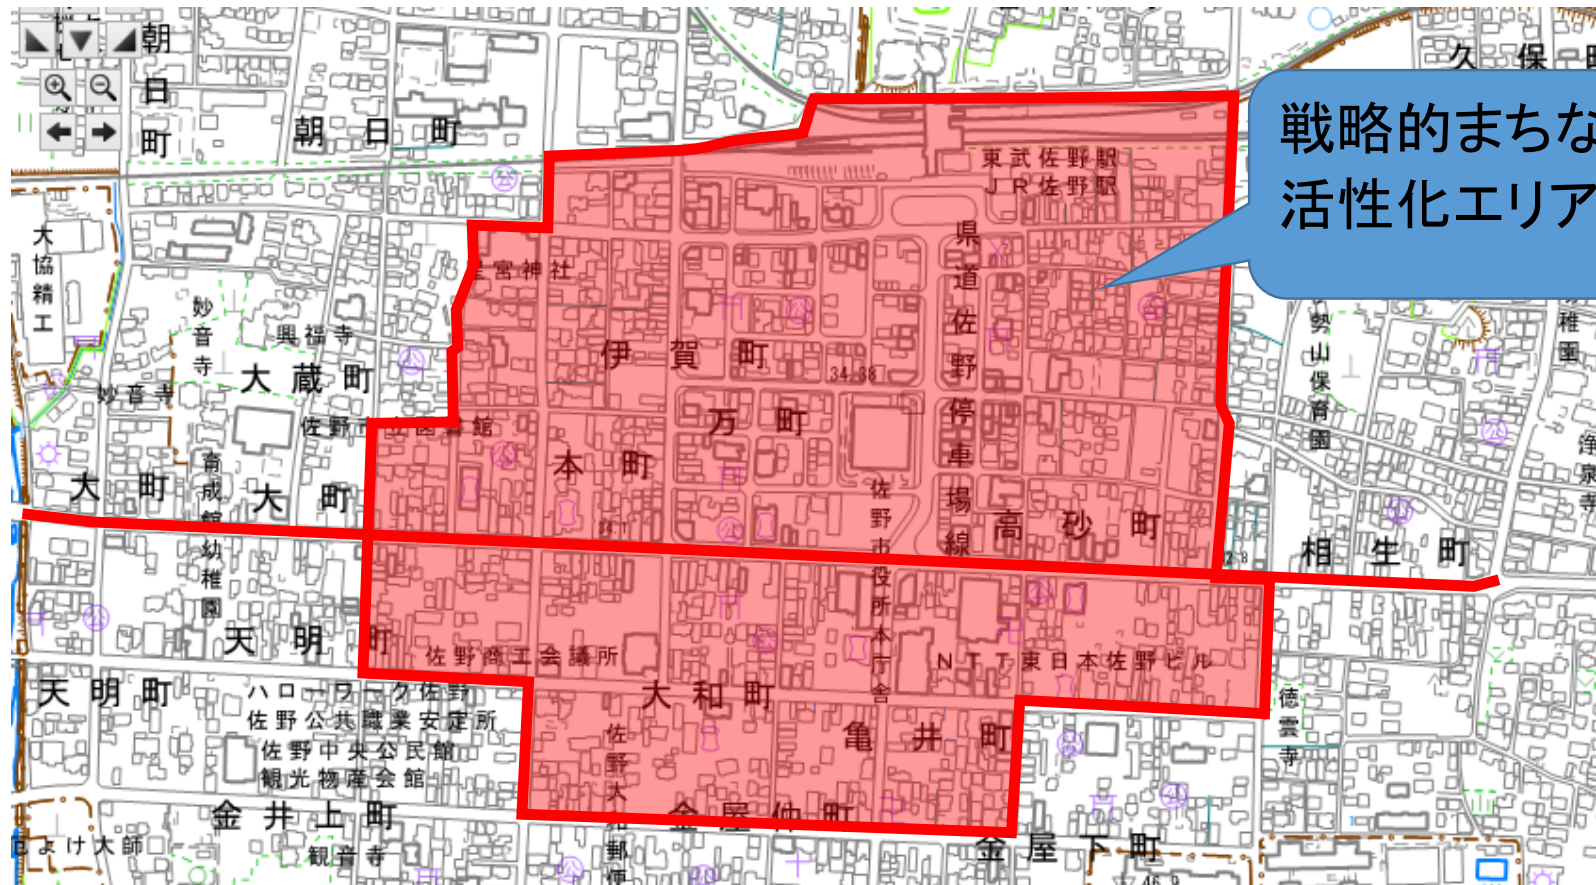 戦略的まちな
活性化エリア
朝日町
朝日町
久保町
東武佐野駅
JR佐野駅
県道佐野停車場線
大協精工
星宮神社
妙音寺
興福寺
妙音寺
大蔵町
伊賀町
34.38
万町
勢山保育園
稚園
浄泉寺
本町
大町
大町
育成館幼稚園
佐野市役所本庁舎
高砂町
相生町
天明町
佐野商工会議所
NTT東日本佐野ビル
天明町
ハローワーク佐野
佐野公共職業安定所
佐野中央公民館
観光物産会館
大和町
亀井町
徳雲寺
金井上町
金屋仲町
金屋下町
よけ大師
観音寺